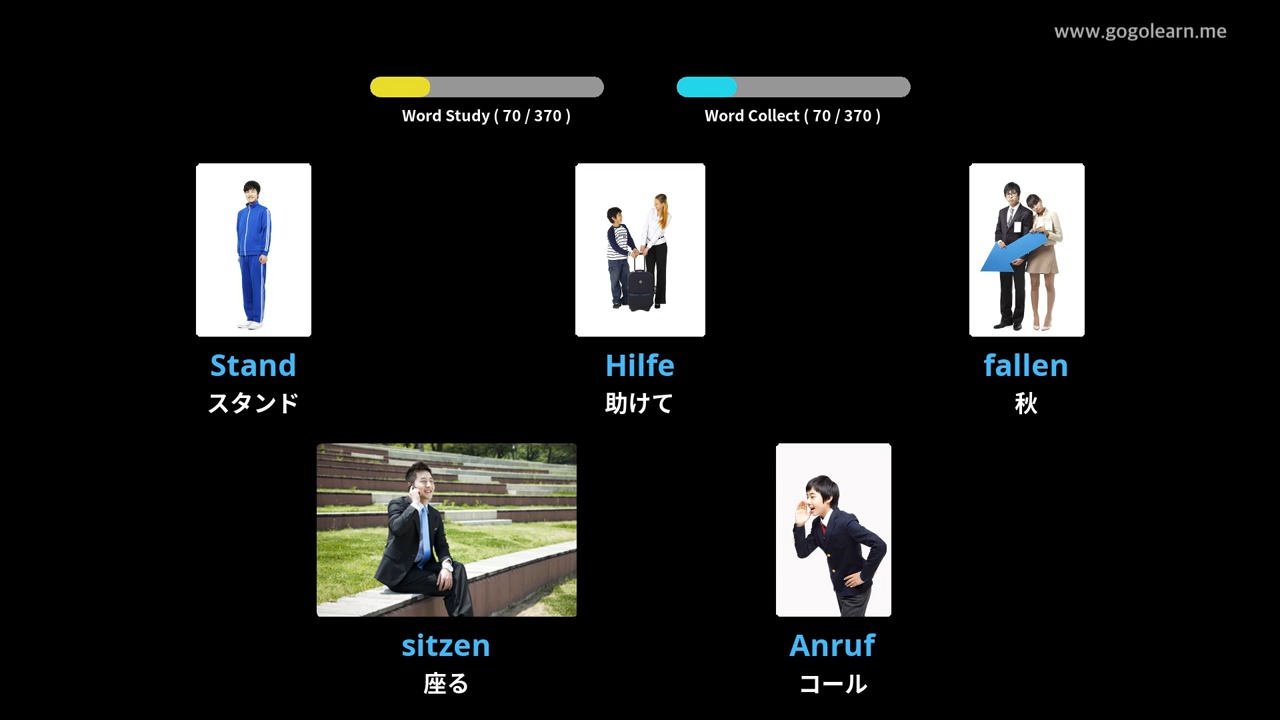 www.gogolearn.me
Word Study ( 70 / 370 )
Word Collect ( 70 / 370 )
Stand
スタンド
Hilfe
助けて
fallen
秋
sitzen
座る
Anruf
コール